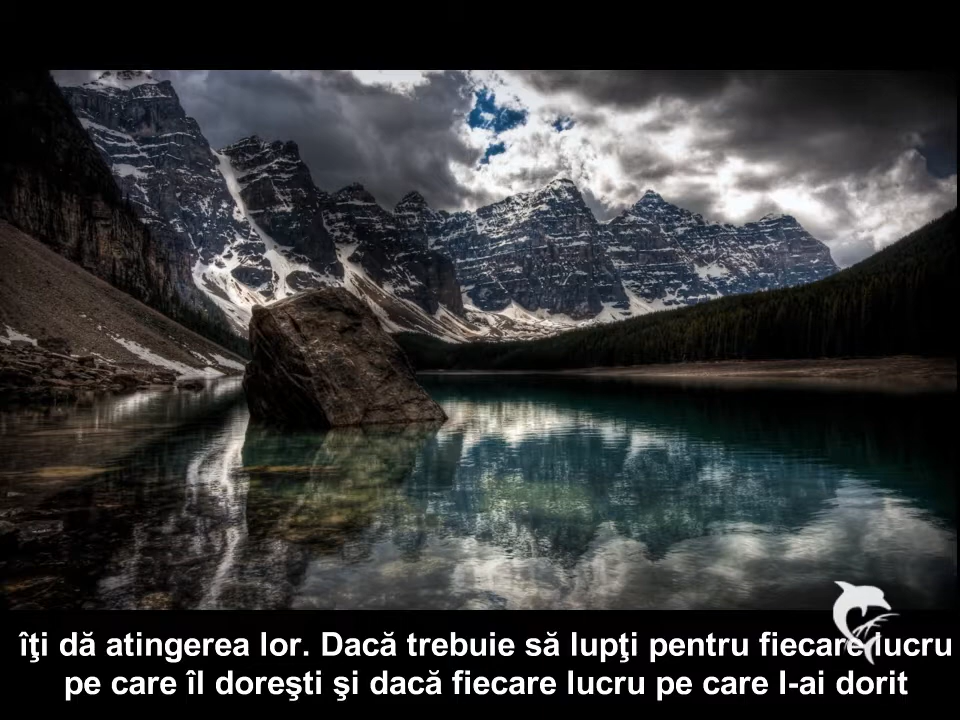 îţi dă atingerea lor. Dacă trebuie să lupţi pentru fiecare lucru
pe care îl doreşti şi dacă fiecare lucru pe care l-ai dorit